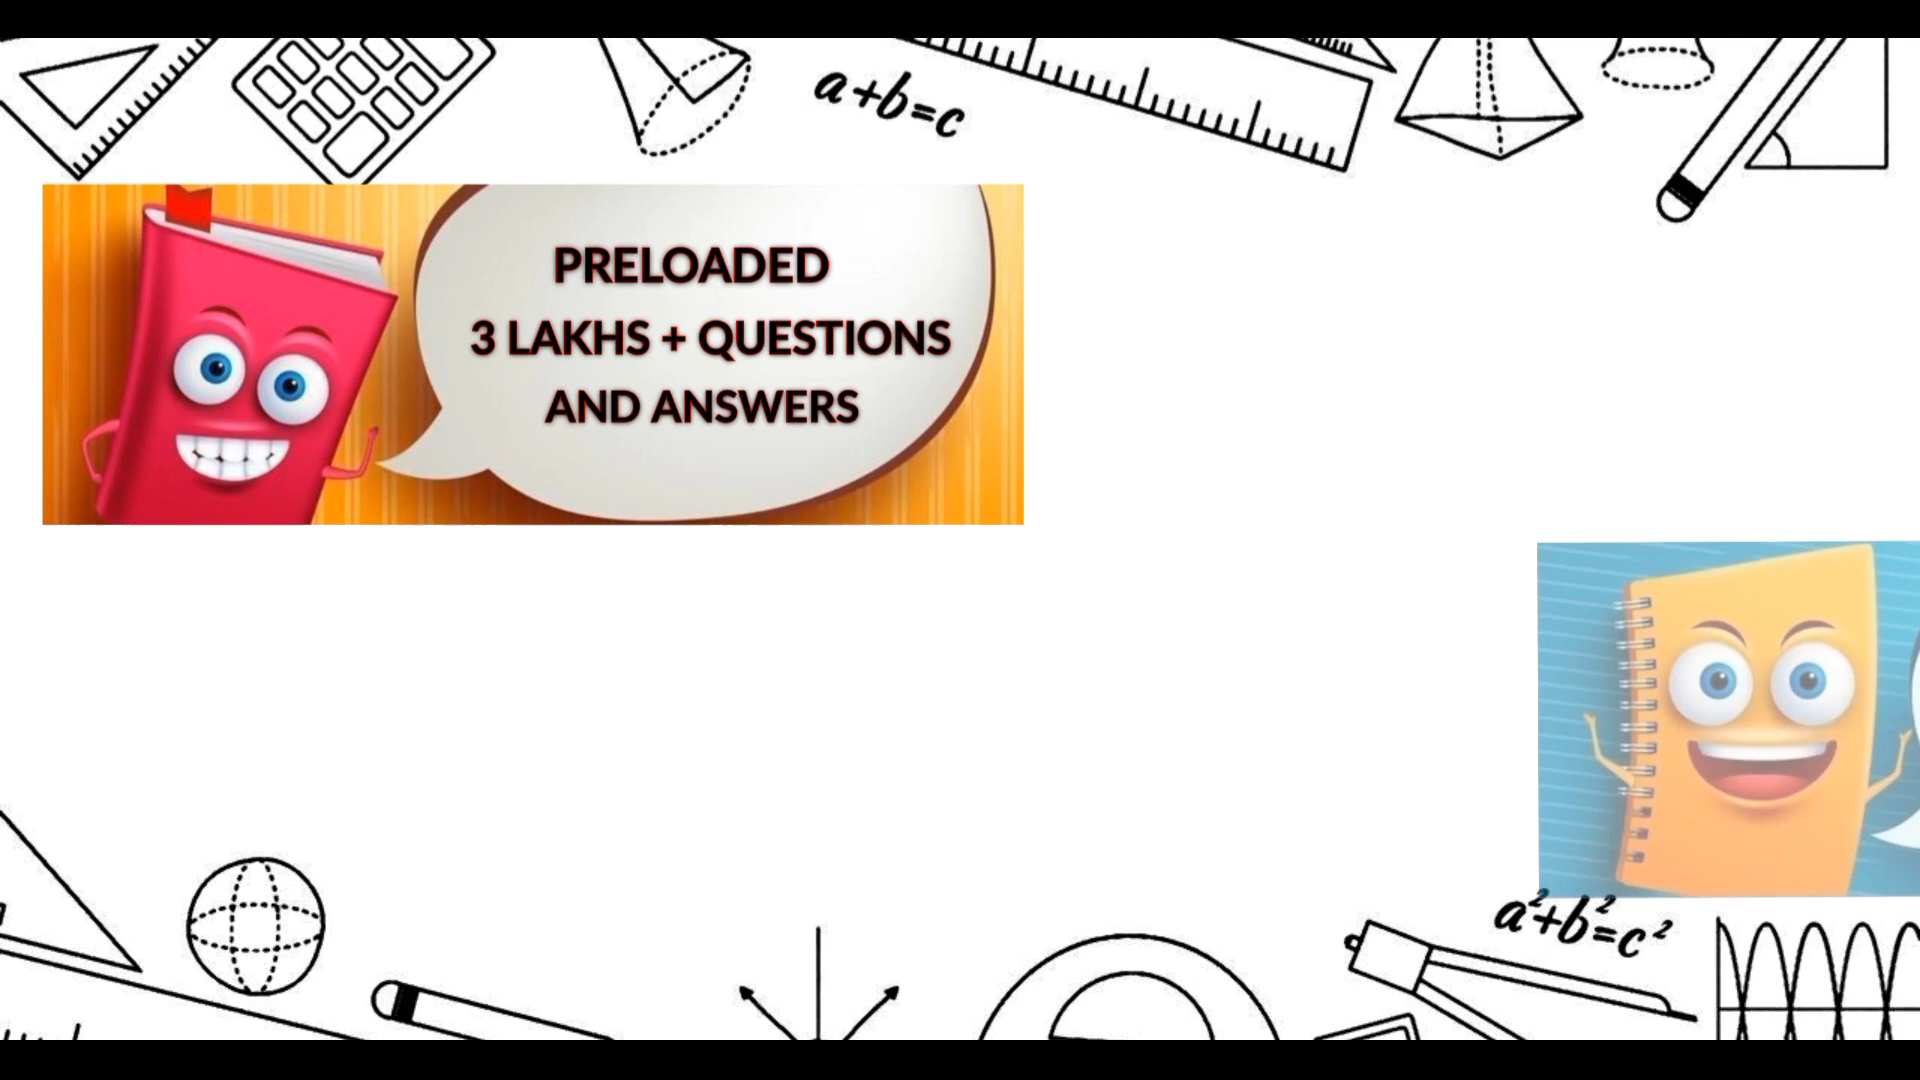 a+b=c
PRELOADED
3 LAKHS + QUESTIONS
AND ANSWERS
a²+b²=c²